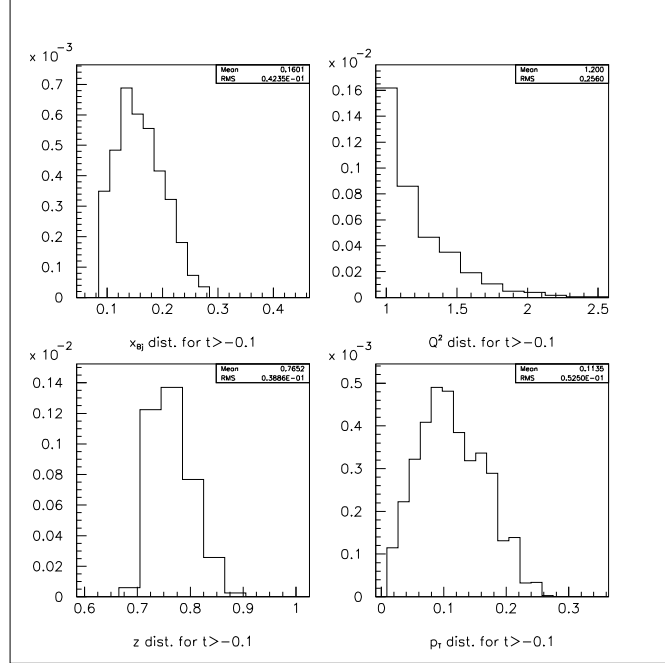 x 10⁻³
Mean 0.1601
RMS 0.4235E-01
0.7
0.6
0.5
0.4
0.3
0.2
0.1
0
0.1 0.2 0.3 0.4
x_Bj dist. for t>-0.1
x 10⁻²
Mean 1.200
RMS 0.2560
0.16
0.14
0.12
0.1
0.08
0.06
0.04
0.02
0
1 1.5 2 2.5
Q² dist. for t>-0.1
x 10⁻²
Mean 0.7652
RMS 0.3886E-01
0.14
0.12
0.1
0.08
0.06
0.04
0.02
0
0.6 0.7 0.8 0.9 1
z dist. for t>-0.1
x 10⁻³
Mean 0.1135
RMS 0.5250E-01
0.5
0.4
0.3
0.2
0.1
0
0 0.1 0.2 0.3
p_T dist. for t>-0.1